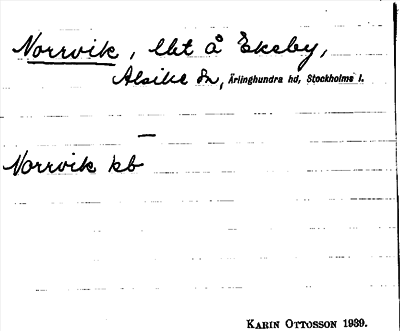 Norrvik, lht å Ekeby,
Alsike sn, Ärlinghundra hd, Stockholms l.
—
Norrvik kb
KARIN OTTOSSON 1939.